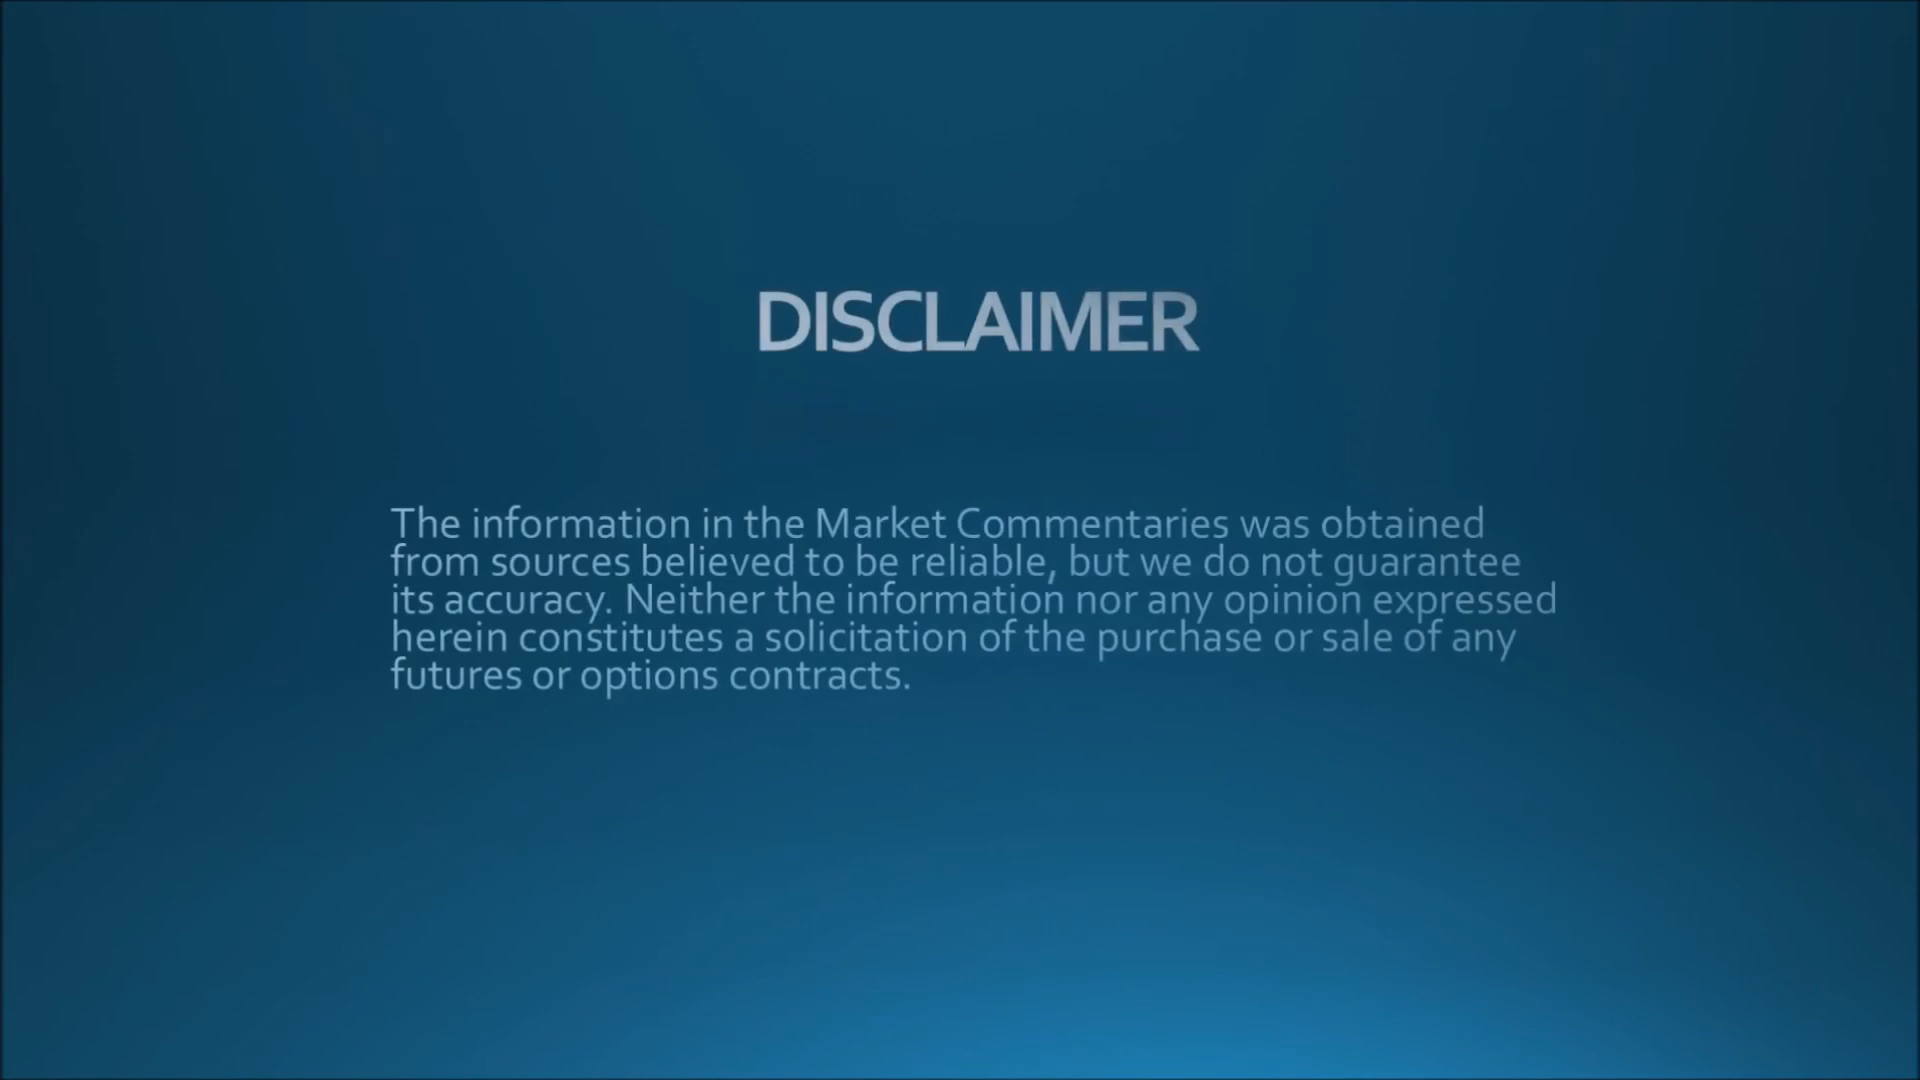 DISCLAIMER
The information in the Market Commentaries was obtained
from sources believed to be reliable, but we do not guarantee
its accuracy. Neither the information nor any opinion expressed
herein constitutes a solicitation of the purchase or sale of any
futures or options contracts.